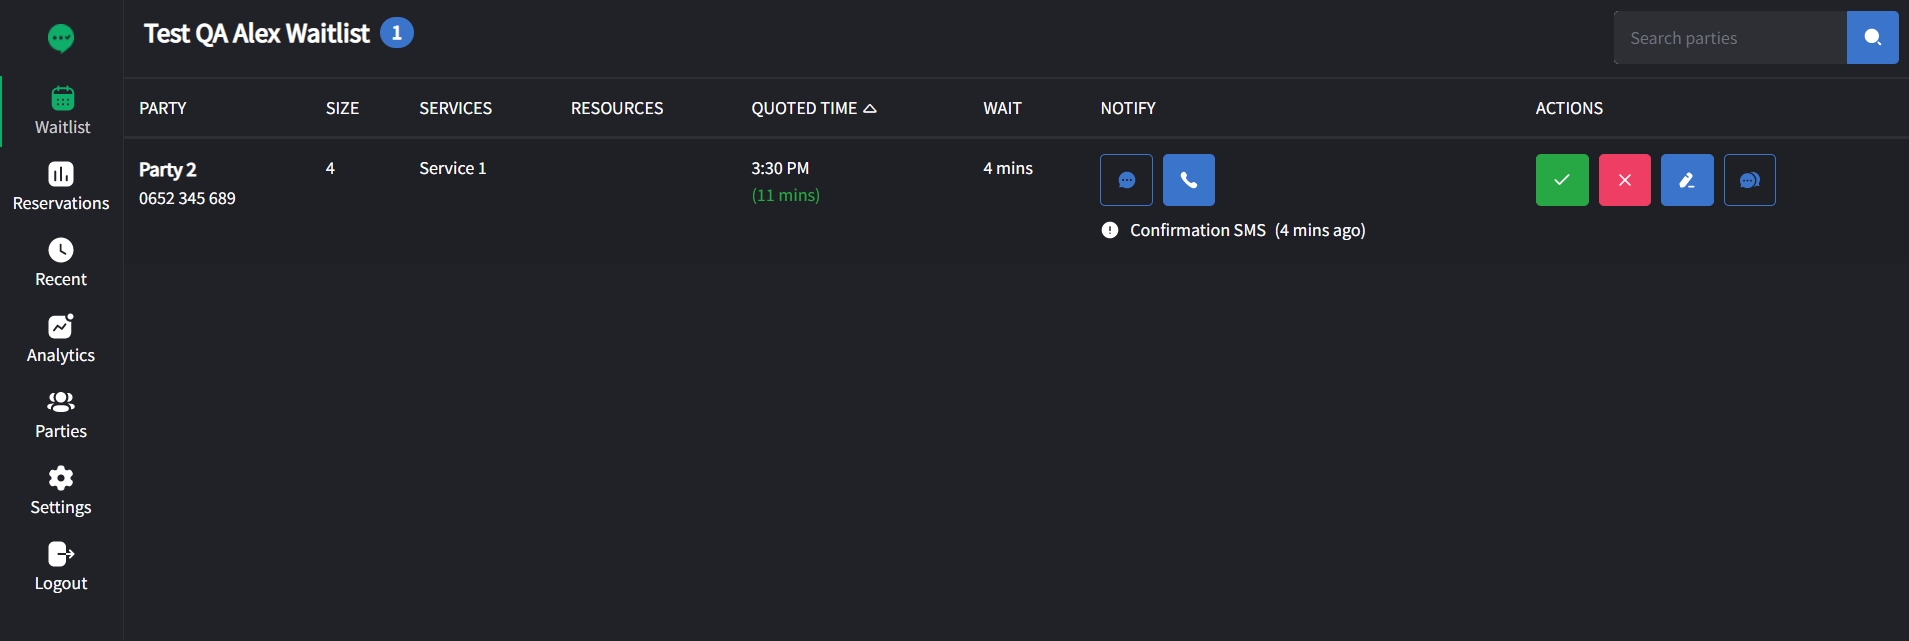 Test QA Alex Waitlist 1
Search parties
Waitlist
Reservations
Recent
Analytics
Parties
Settings
Logout
PARTY SIZE SERVICES RESOURCES QUOTED TIME WAIT NOTIFY ACTIONS
Party 2 4 Service 1 3:30 PM 4 mins
0652 345 689 (11 mins)
Confirmation SMS (4 mins ago)